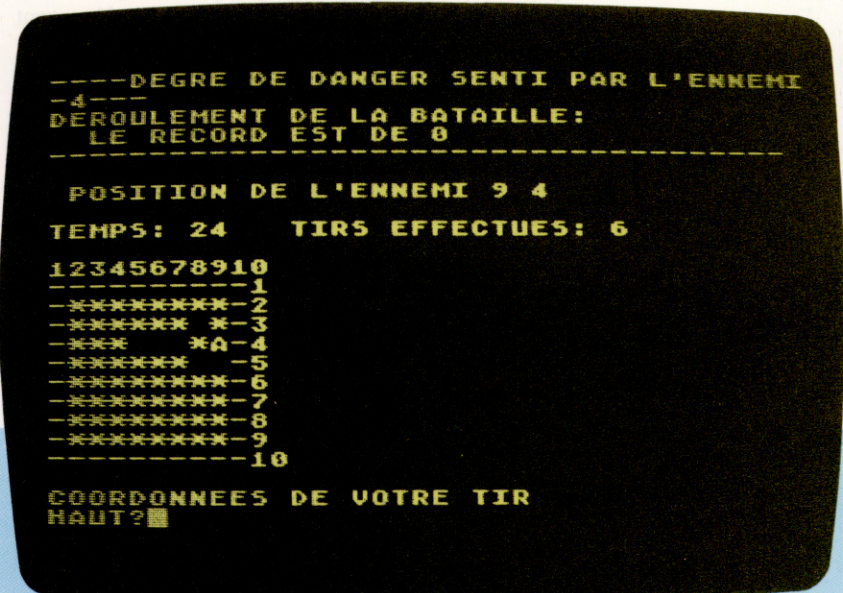 ----DEGRE DE DANGER SENTI PAR L'ENNEMI
-4---
DEROULEMENT DE LA BATAILLE:
LE RECORD EST DE 0
---------------------------------------
POSITION DE L'ENNEMI 9 4
TEMPS: 24 TIRS EFFECTUES: 6
12345678910
----------1
-********-2
-****** *-3
-***   *A-4
-******  -5
-********-6
-********-7
-********-8
-********-9
----------10
COORDONNEES DE VOTRE TIR
HAUT?